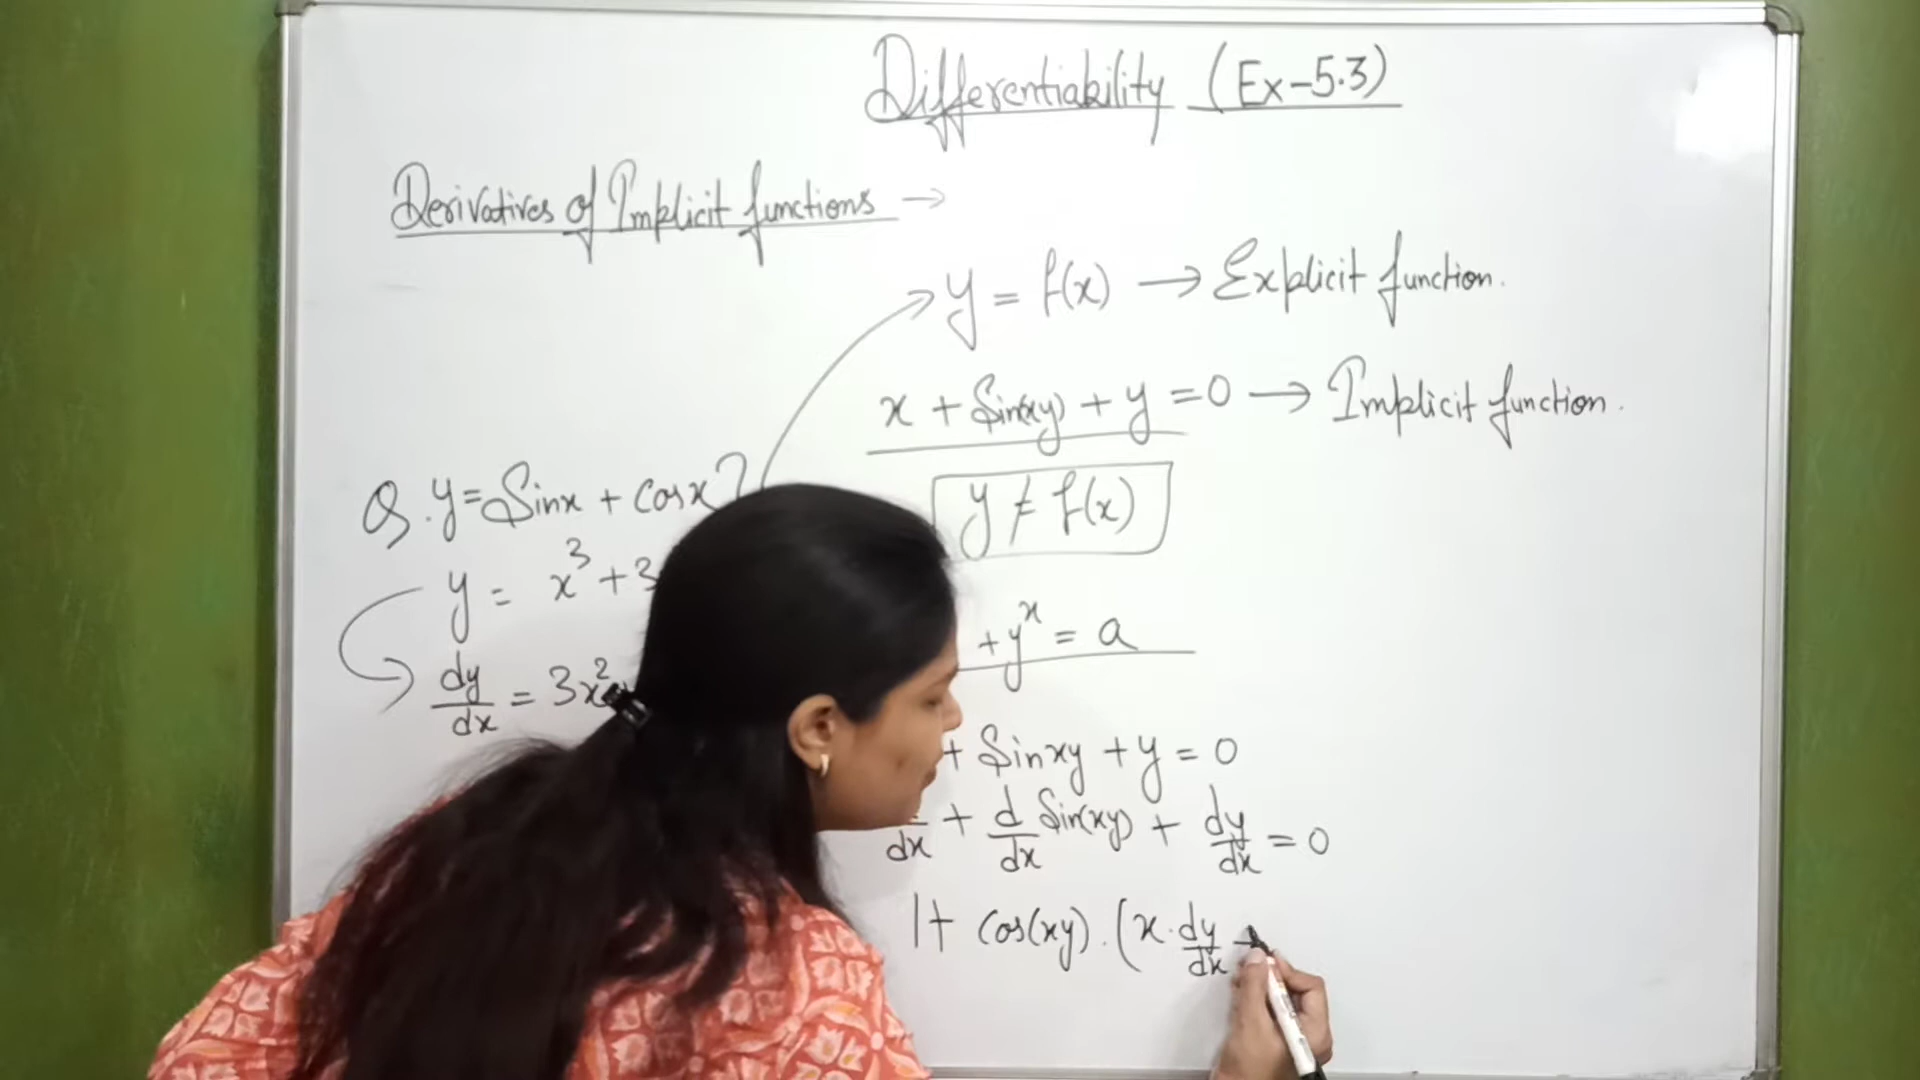 Differentiability (Ex-5.3)
Derivatives of Implicit functions →
y = f(x) → Explicit function.
x + Sin(xy) + y = 0 → Implicit function.
y ≠ f(x)
Q. y = Sinx + Cosx
y = x³ + 3
dy/dx = 3x²
+ y^x = a
+ Sinxy + y = 0
dx + d/dx Sin(xy) + dy/dx = 0
1 + Cos(xy) . (x . dy/dx